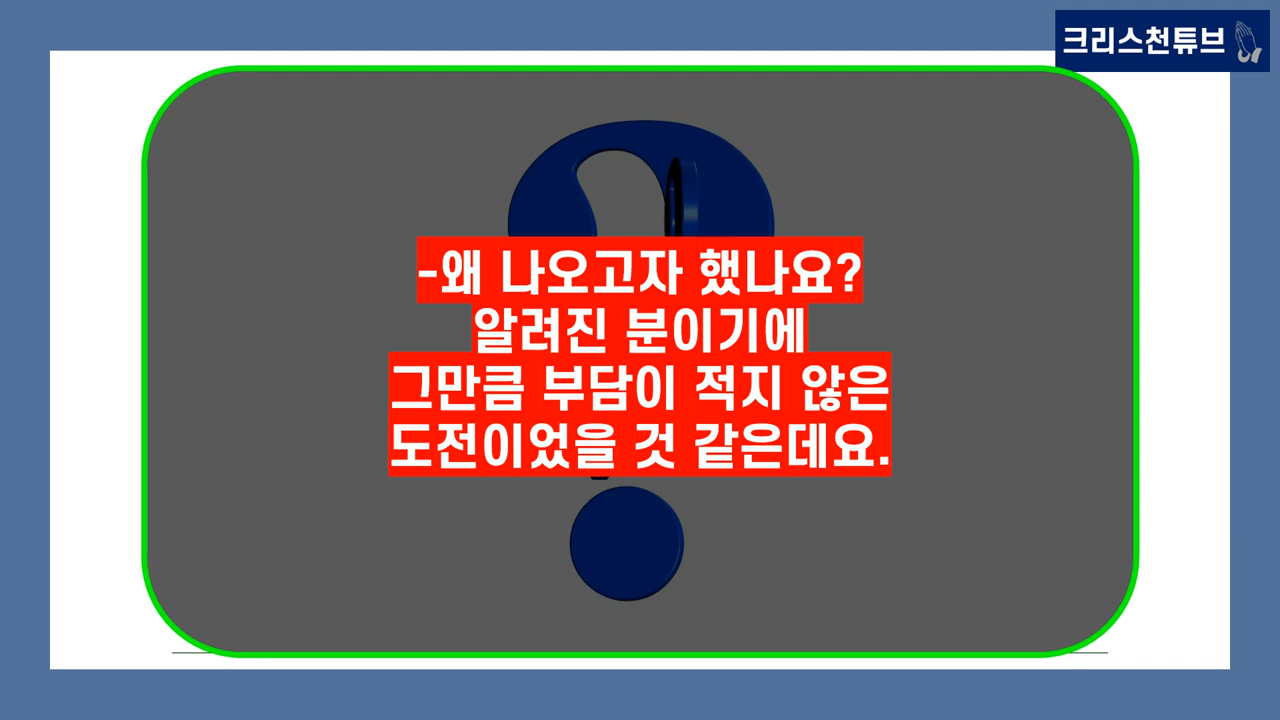 크리스천튜브
-왜 나오고자 했나요?
알려진 분이기에
그만큼 부담이 적지 않은
도전이었을 것 같은데요.